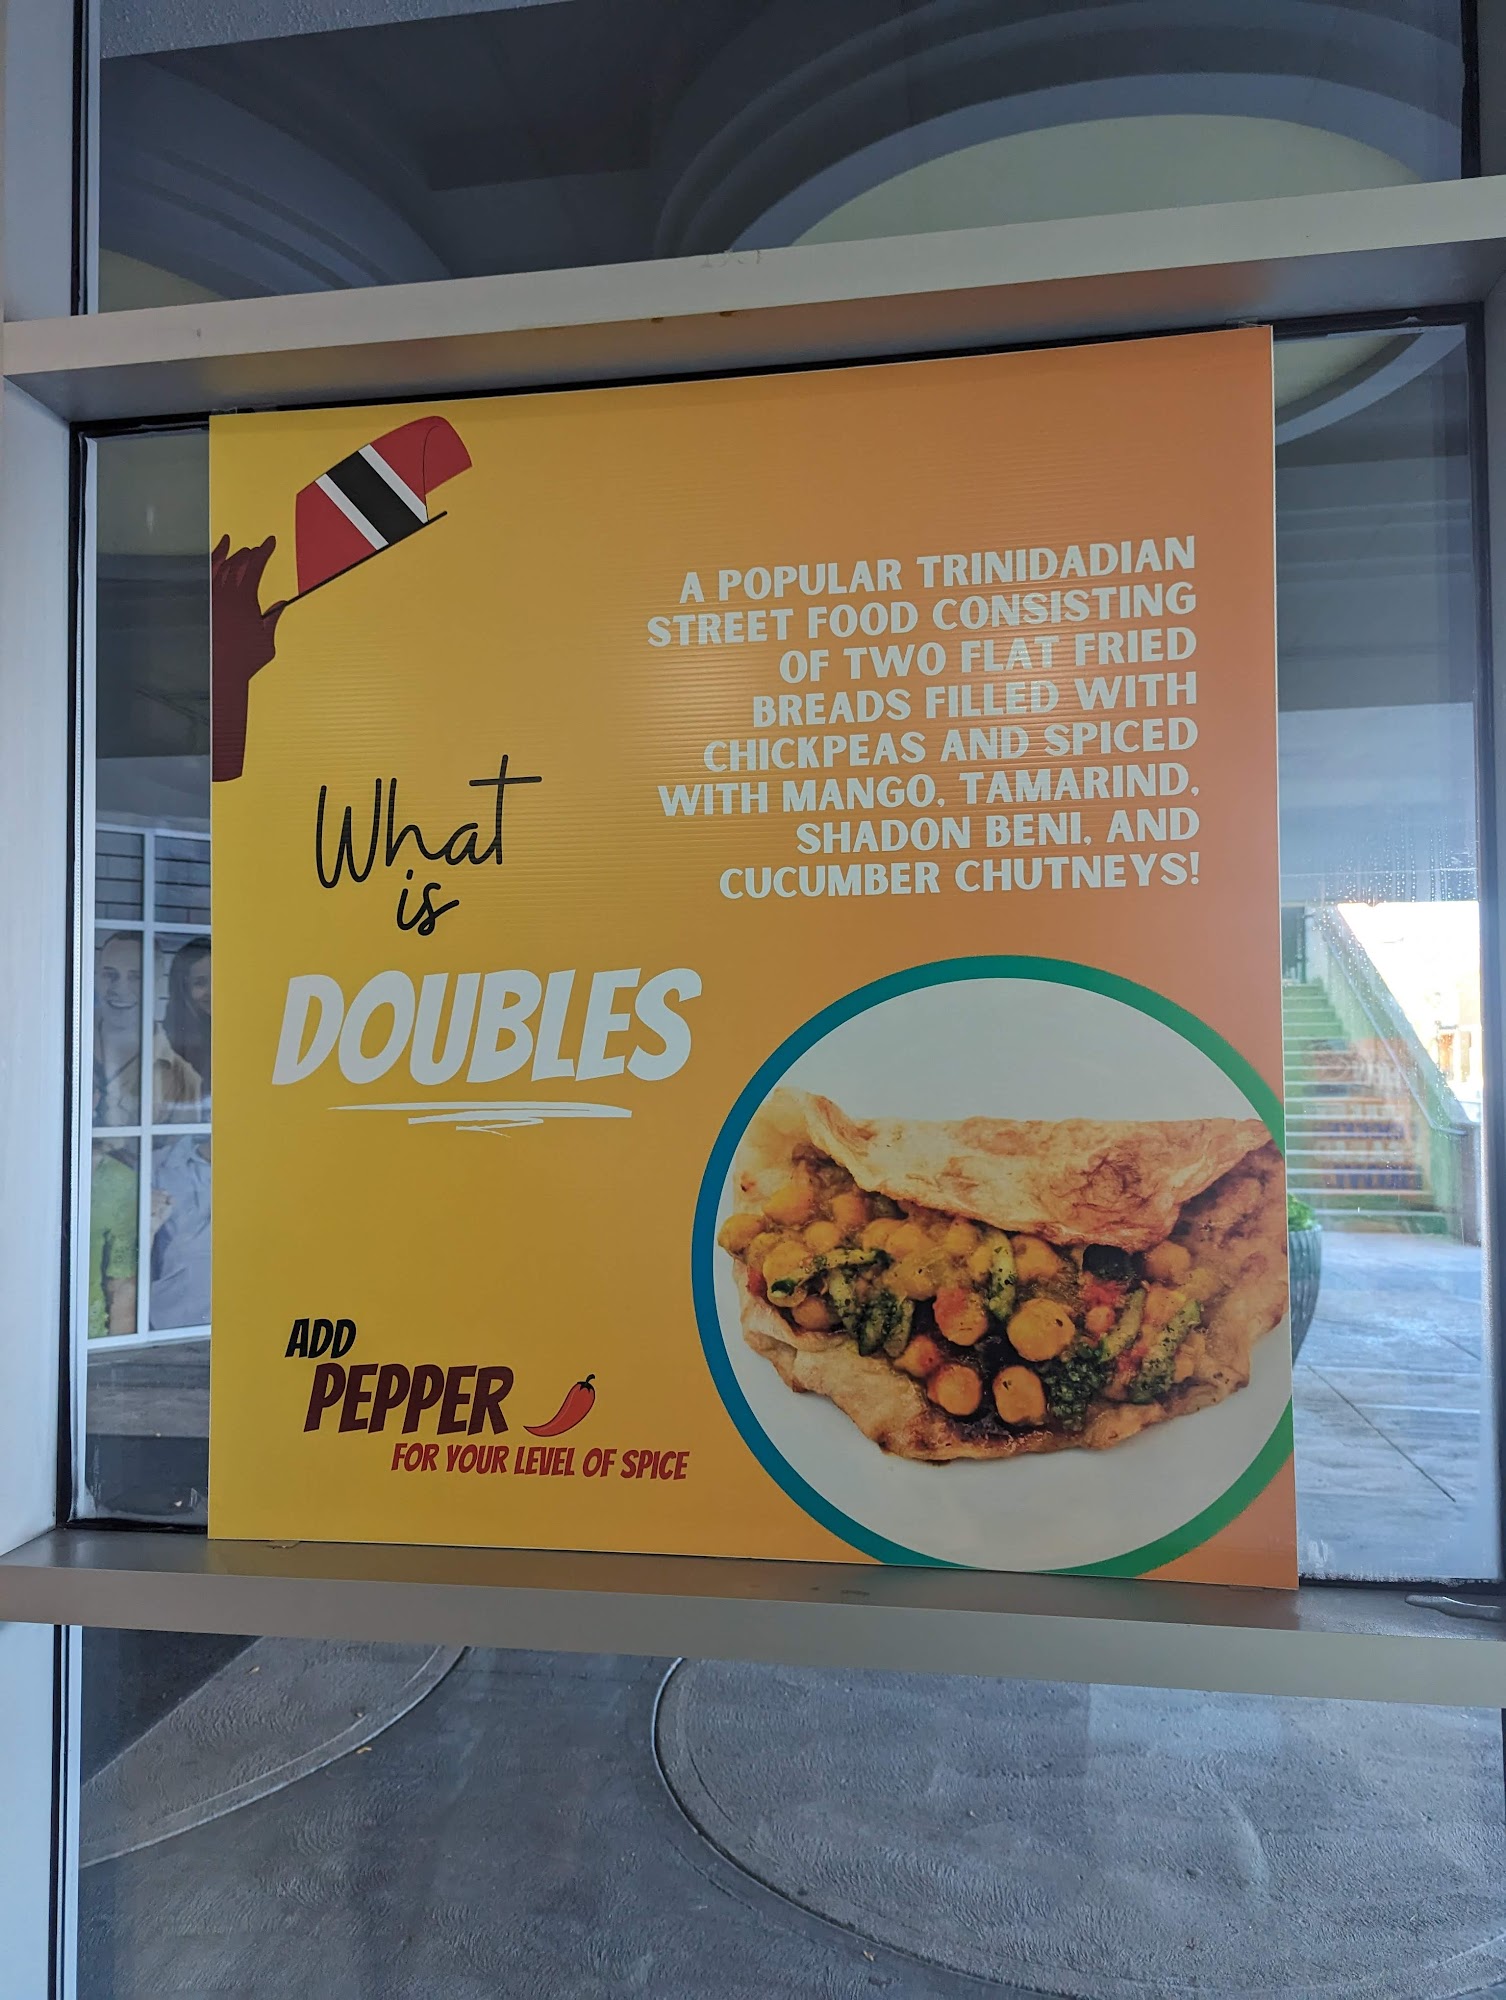 What
is
DOUBLES
A POPULAR TRINIDADIAN
STREET FOOD CONSISTING
OF TWO FLAT FRIED
BREADS FILLED WITH
CHICKPEAS AND SPICED
WITH MANGO, TAMARIND,
SHADON BENI, AND
CUCUMBER CHUTNEYS!
ADD
PEPPER
FOR YOUR LEVEL OF SPICE